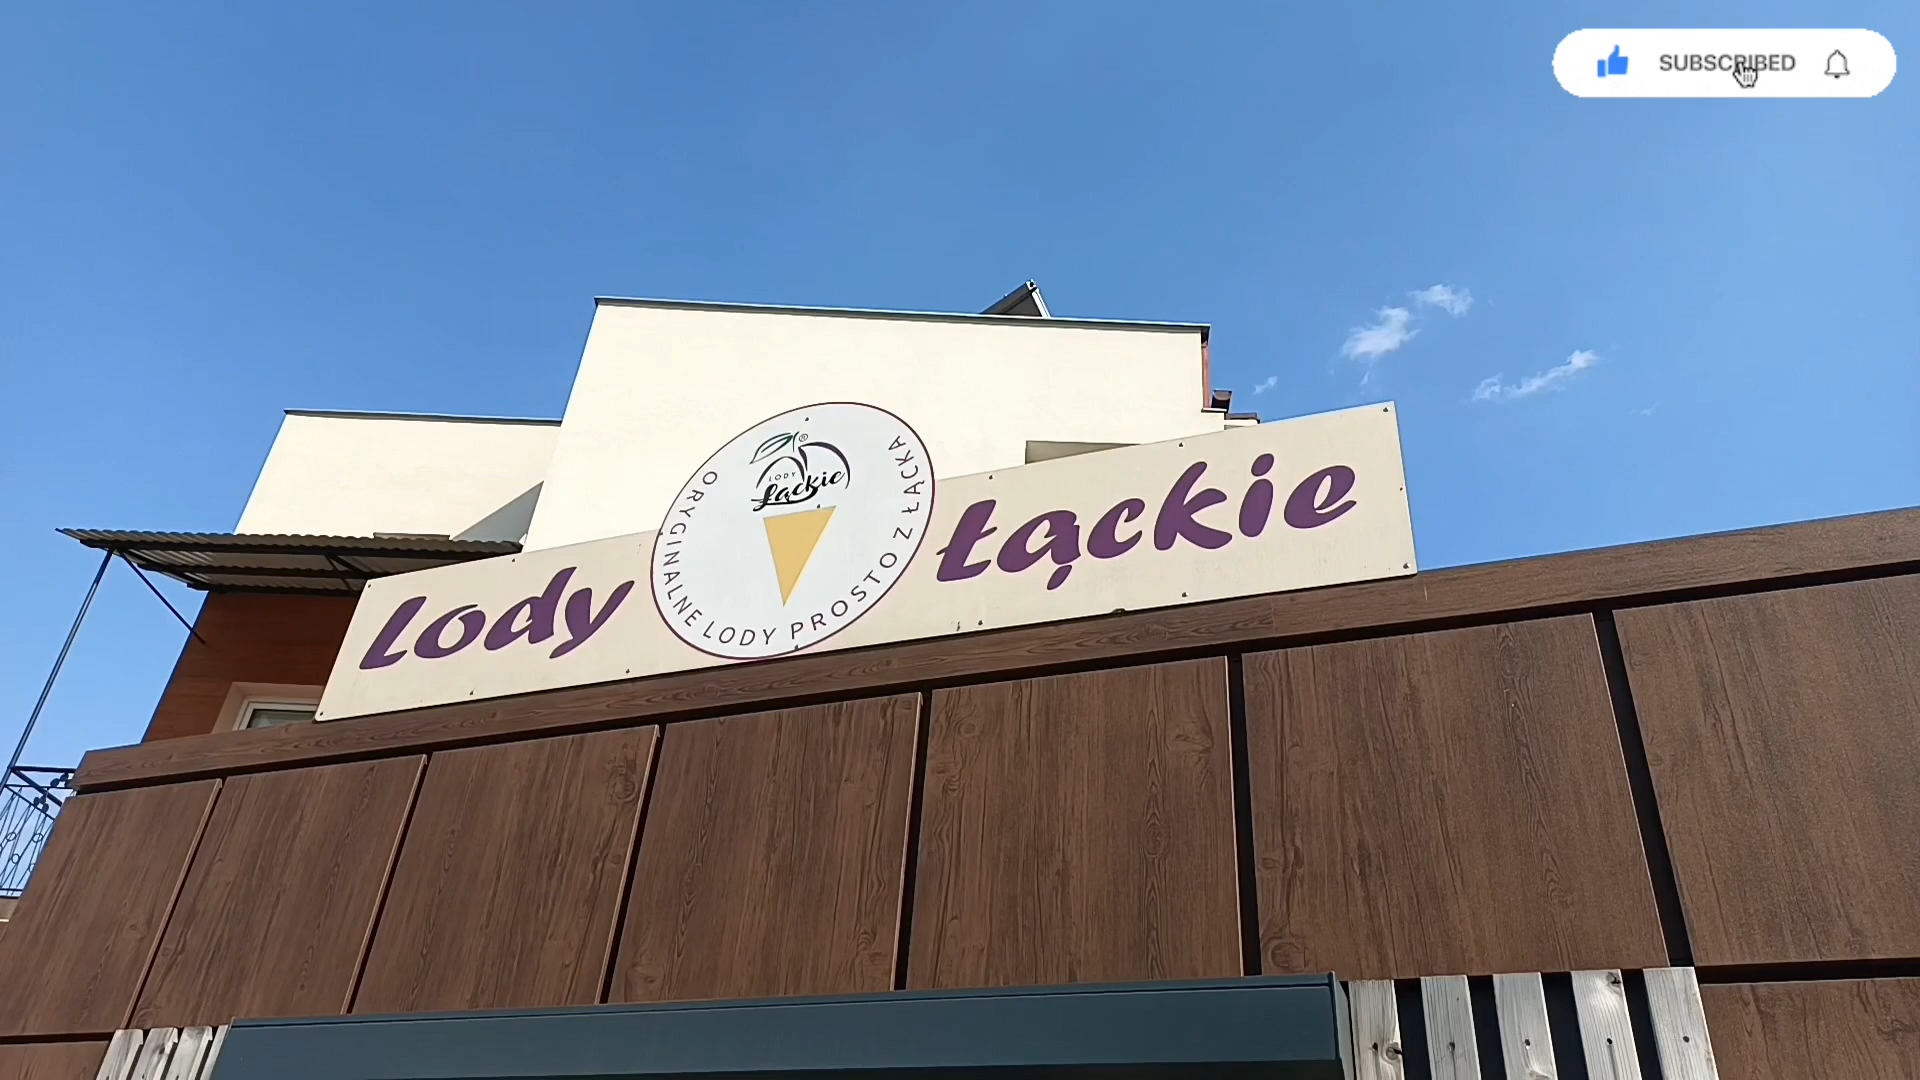 SUBSCRIBED
Lody
Łąckie
LODY
Łąckie
®
ORYGINALNE LODY PROSTO Z ŁĄCKA